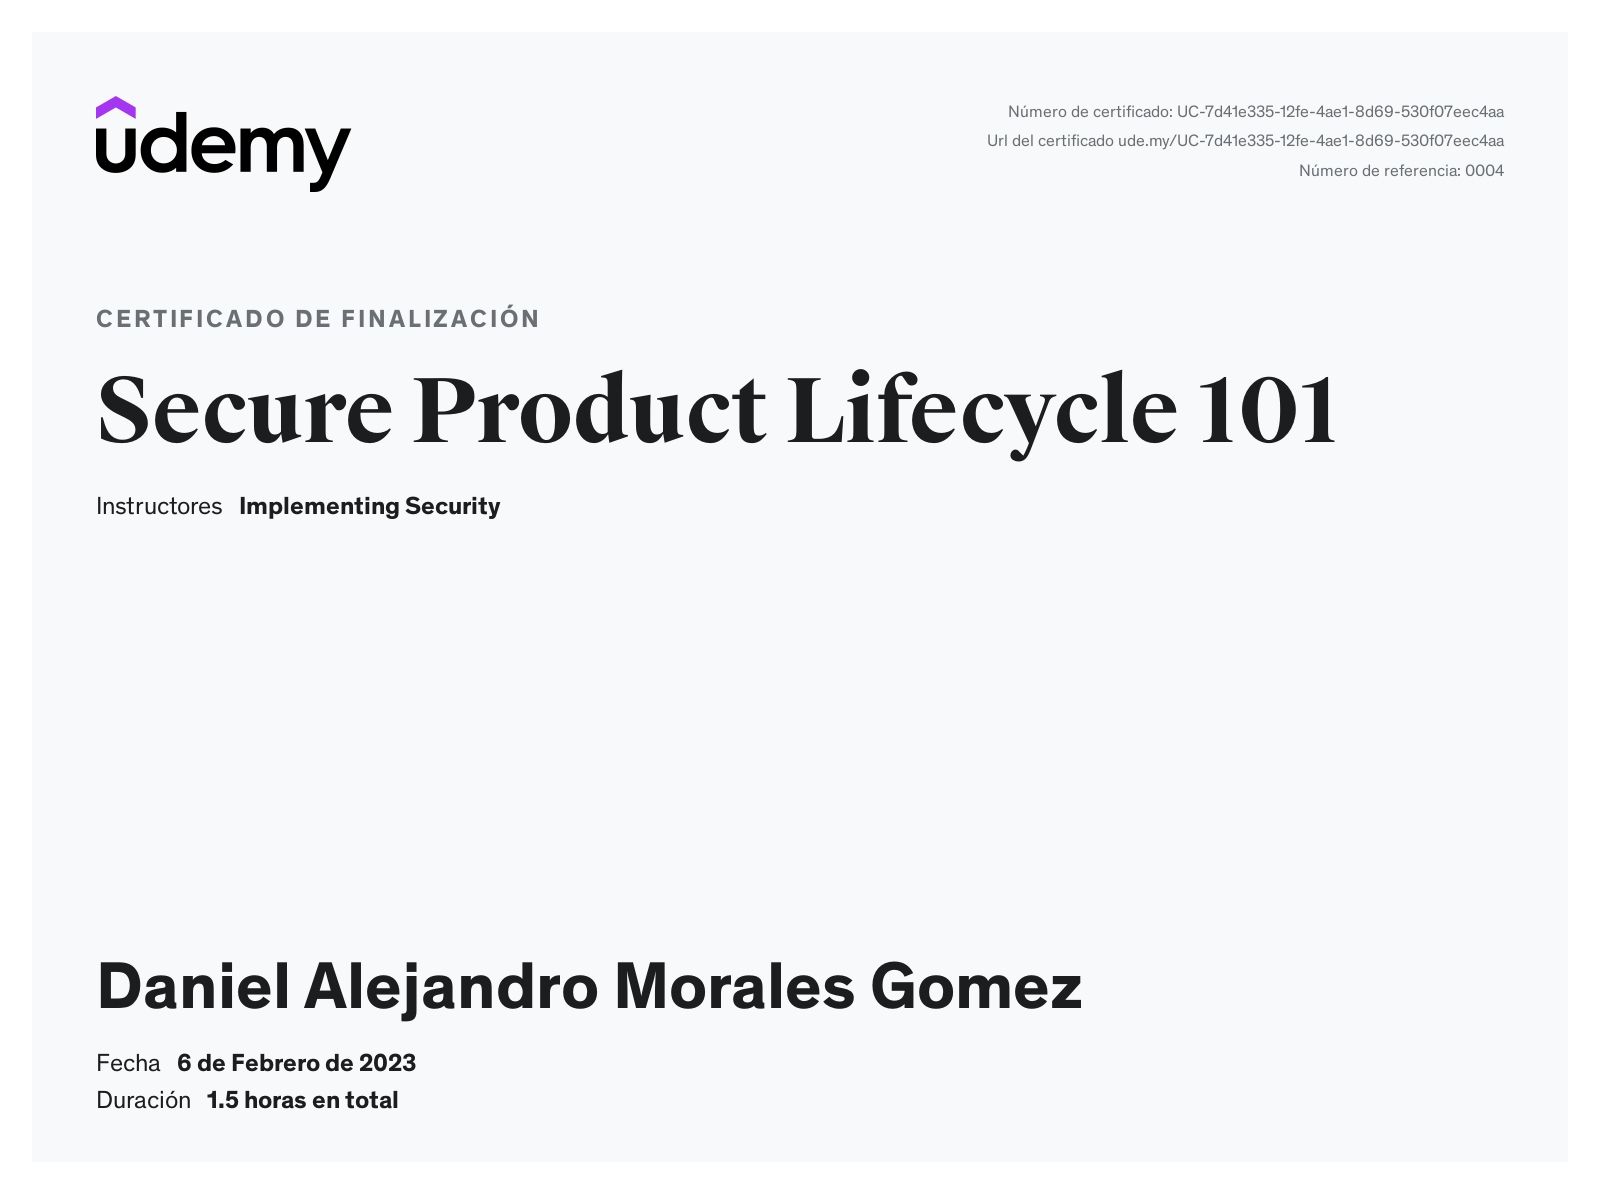 udemy
Número de certificado: UC-7d41e335-12fe-4ae1-8d69-530f07eec4aa
Url del certificado ude.my/UC-7d41e335-12fe-4ae1-8d69-530f07eec4aa
Número de referencia: 0004
CERTIFICADO DE FINALIZACIÓN
Secure Product Lifecycle 101
Instructores Implementing Security
Daniel Alejandro Morales Gomez
Fecha 6 de Febrero de 2023
Duración 1.5 horas en total